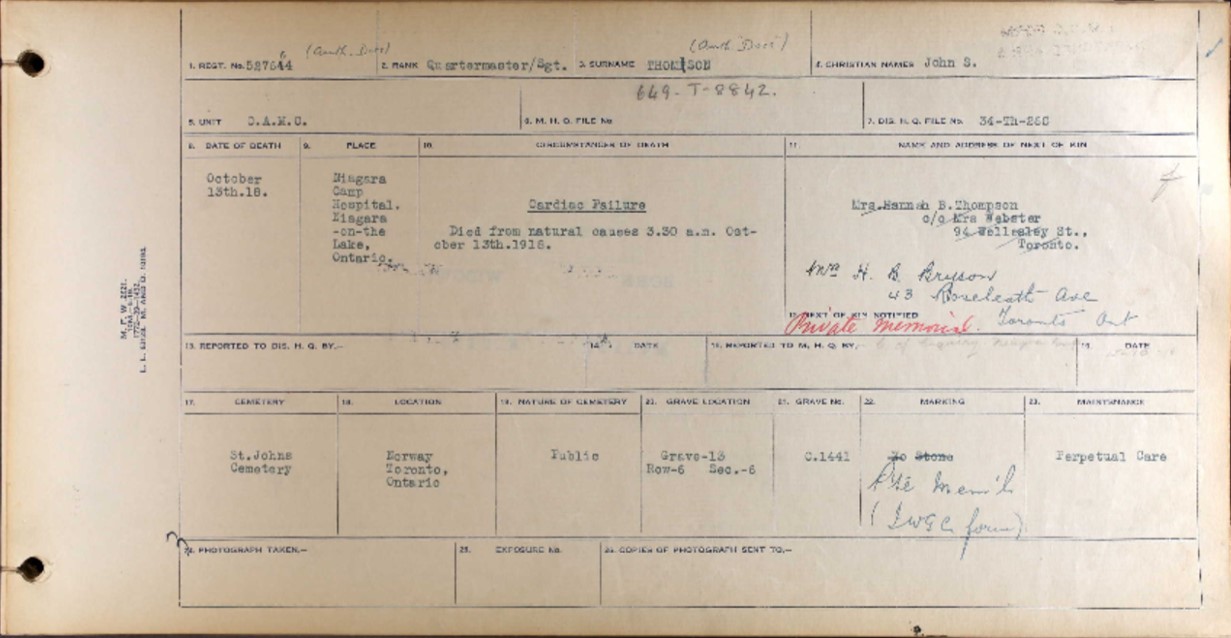 (Auth. Docs)
(Auth. Docs)
1. REGT. No. 527644
2. RANK Quartermaster/Sgt.
3. SURNAME THOMSON
4. CHRISTIAN NAMES John S.
649-T-8842.
5. UNIT C.A.M.C.
6. M. H. Q. FILE No.
7. DIS. H. Q. FILE No. 34-Th-26C
8. DATE OF DEATH
9. PLACE
10. CIRCUMSTANCES OF DEATH
11. NAME AND ADDRESS OF NEXT OF KIN
October
13th.18.
Niagara
Camp
Hospital.
Niagara
-on-the
Lake,
Ontario.
Cardiac Failure
Died from natural causes 3.30 a.m. Oct-
ober 13th.1918.
Mrs. Hannah B. Thompson
c/o Mrs Webster
94 Wellesley St.,
Toronto.
Mrs H. B. Bryson
43 Roseheath Ave
Toronto Ont
12. NEXT OF KIN NOTIFIED
Private Memorial.
13. REPORTED TO DIS. H. Q. BY,—
14. DATE
15. REPORTED TO M. H. Q. BY,—
16. DATE
17. CEMETERY
18. LOCATION
19. NATURE OF CEMETERY
20. GRAVE LOCATION
21. GRAVE No.
22. MARKING
23. MAINTENANCE
St.Johns
Cemetery
Norway
Toronto,
Ontario
Public
Grave-13
Row-6 Sec.-6
C.1441
No Stone
Pte Mem'l
(IWGC form)
Perpetual Care
24. PHOTOGRAPH TAKEN,—
25. EXPOSURE No.
26. COPIES OF PHOTOGRAPH SENT TO,—